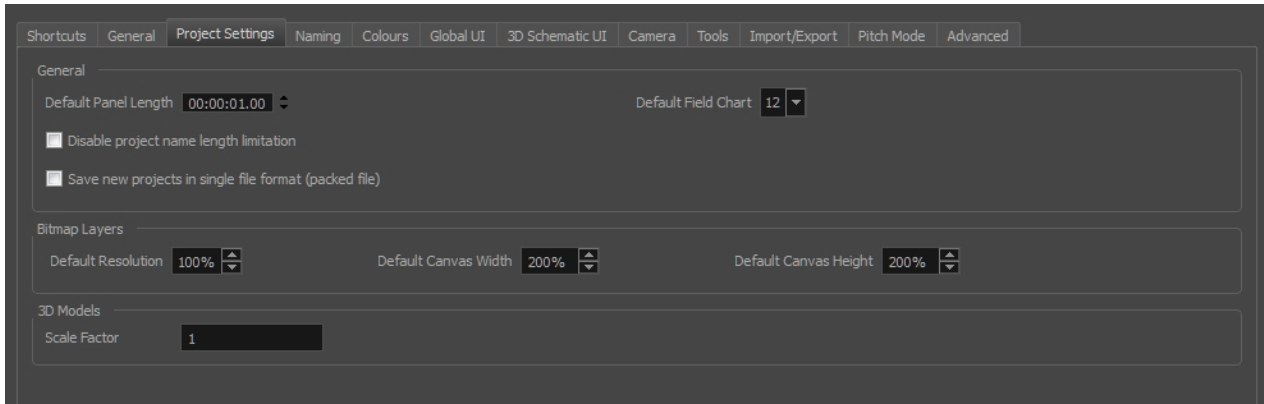 Shortcuts General Project Settings Naming Colours Global UI 3D Schematic UI Camera Tools Import/Export Pitch Mode Advanced
General
Default Panel Length 00:00:01.00 Default Field Chart 12
Disable project name length limitation
Save new projects in single file format (packed file)
Bitmap Layers
Default Resolution 100% Default Canvas Width 200% Default Canvas Height 200%
3D Models
Scale Factor 1